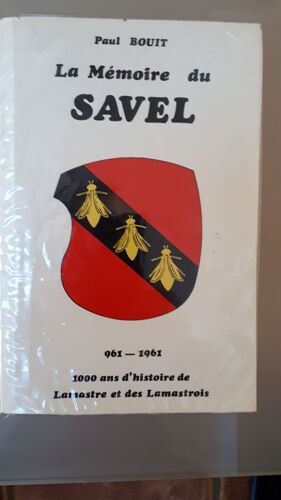 Paul BOUIT
La Mémoire du
SAVEL
961 — 1961
1000 ans d'histoire de
Lamastre et des Lamastrois